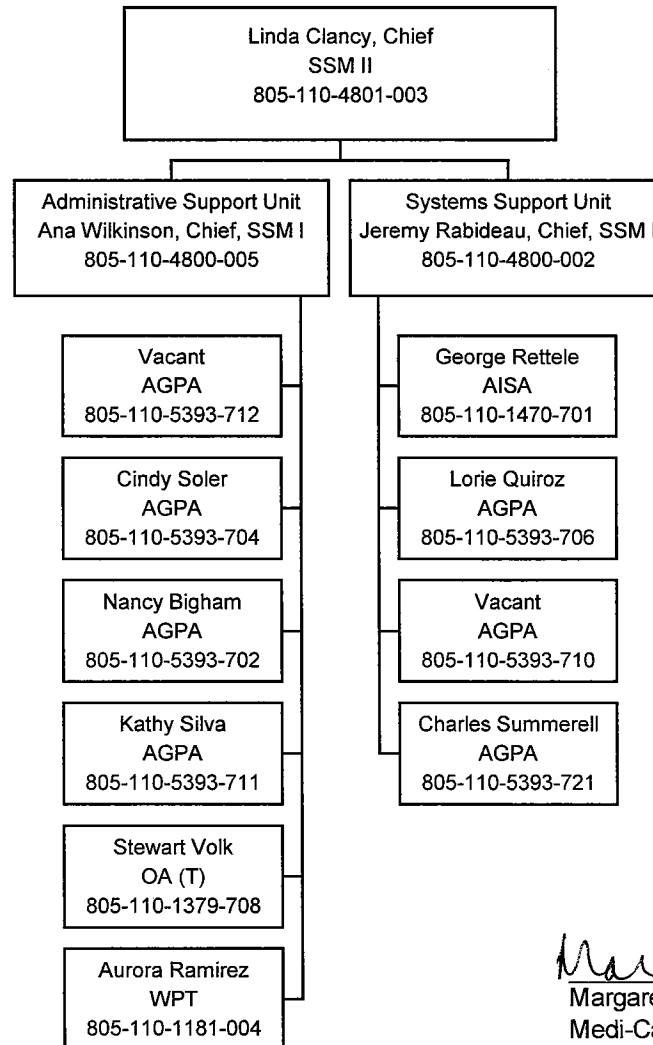 Linda Clancy, Chief
SSM II
805-110-4801-003
Administrative Support Unit
Ana Wilkinson, Chief, SSM I
805-110-4800-005
Systems Support Unit
Jeremy Rabideau, Chief, SSM I
805-110-4800-002
Vacant
AGPA
805-110-5393-712
Cindy Soler
AGPA
805-110-5393-704
Nancy Bigham
AGPA
805-110-5393-702
Kathy Silva
AGPA
805-110-5393-711
Stewart Volk
OA (T)
805-110-1379-708
Aurora Ramirez
WPT
805-110-1181-004
George Rettele
AISA
805-110-1470-701
Lorie Quiroz
AGPA
805-110-5393-706
Vacant
AGPA
805-110-5393-710
Charles Summerell
AGPA
805-110-5393-721
Mar
Margare
Medi-Ca